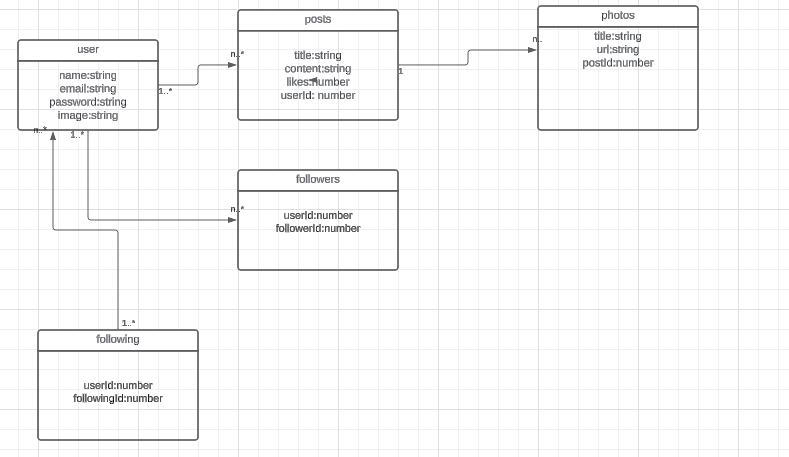 user
name:string
email:string
password:string
image:string
n..*
1..*
1..*
n..*
posts
title:string
content:string
likes:number
userId: number
1
n..
photos
title:string
url:string
postId:number
n..*
followers
userId:number
followerId:number
1..*
following
userId:number
followingId:number